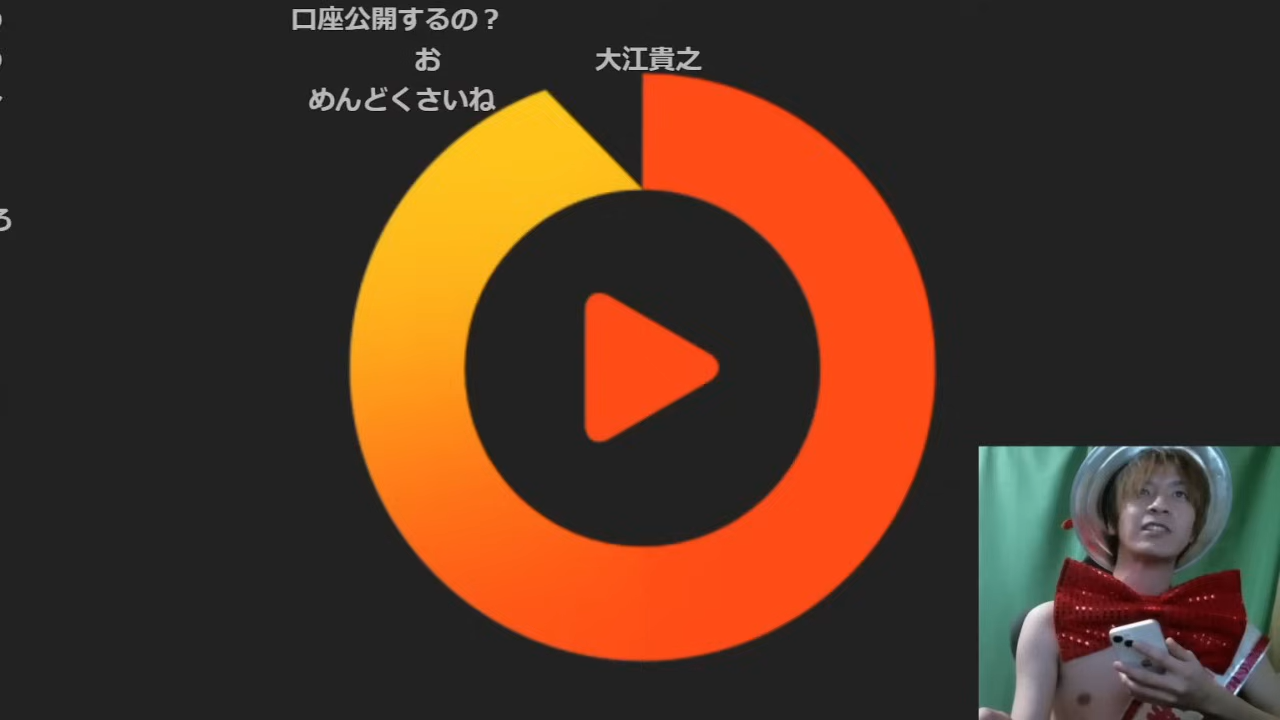 口座公開するの？
お
大江貴之
めんどくさいね
ろ